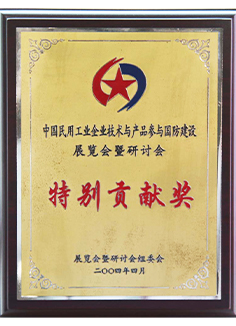 中国民用工业企业技术与产品参与国防建设
展览会暨研讨会
特别贡献奖
展览会暨研讨会组委会
二〇〇四年四月